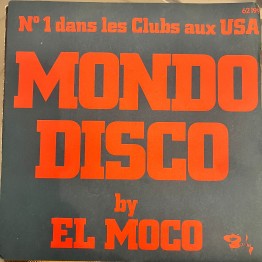 N° 1 dans les Clubs aux USA
MONDO
DISCO
by
EL MOCO